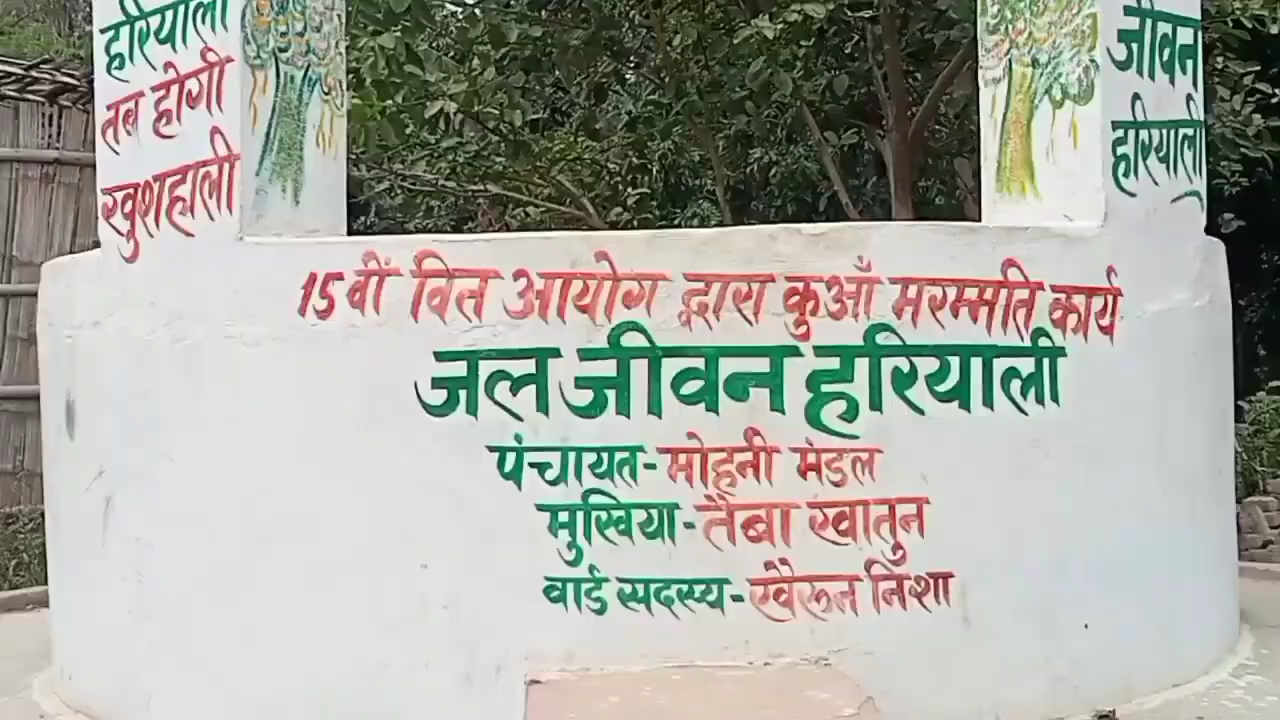 हरियाली
तब होगी
खुशहाली
जीवन
हरियाली
15 वीं वित आयोग द्वारा कुआँ मरम्मति कार्य
जल जीवन हरियाली
पंचायत-मोहनी मंडल
मुखिया-तैबा खातुन
वार्ड सदस्य-खैरून निशा